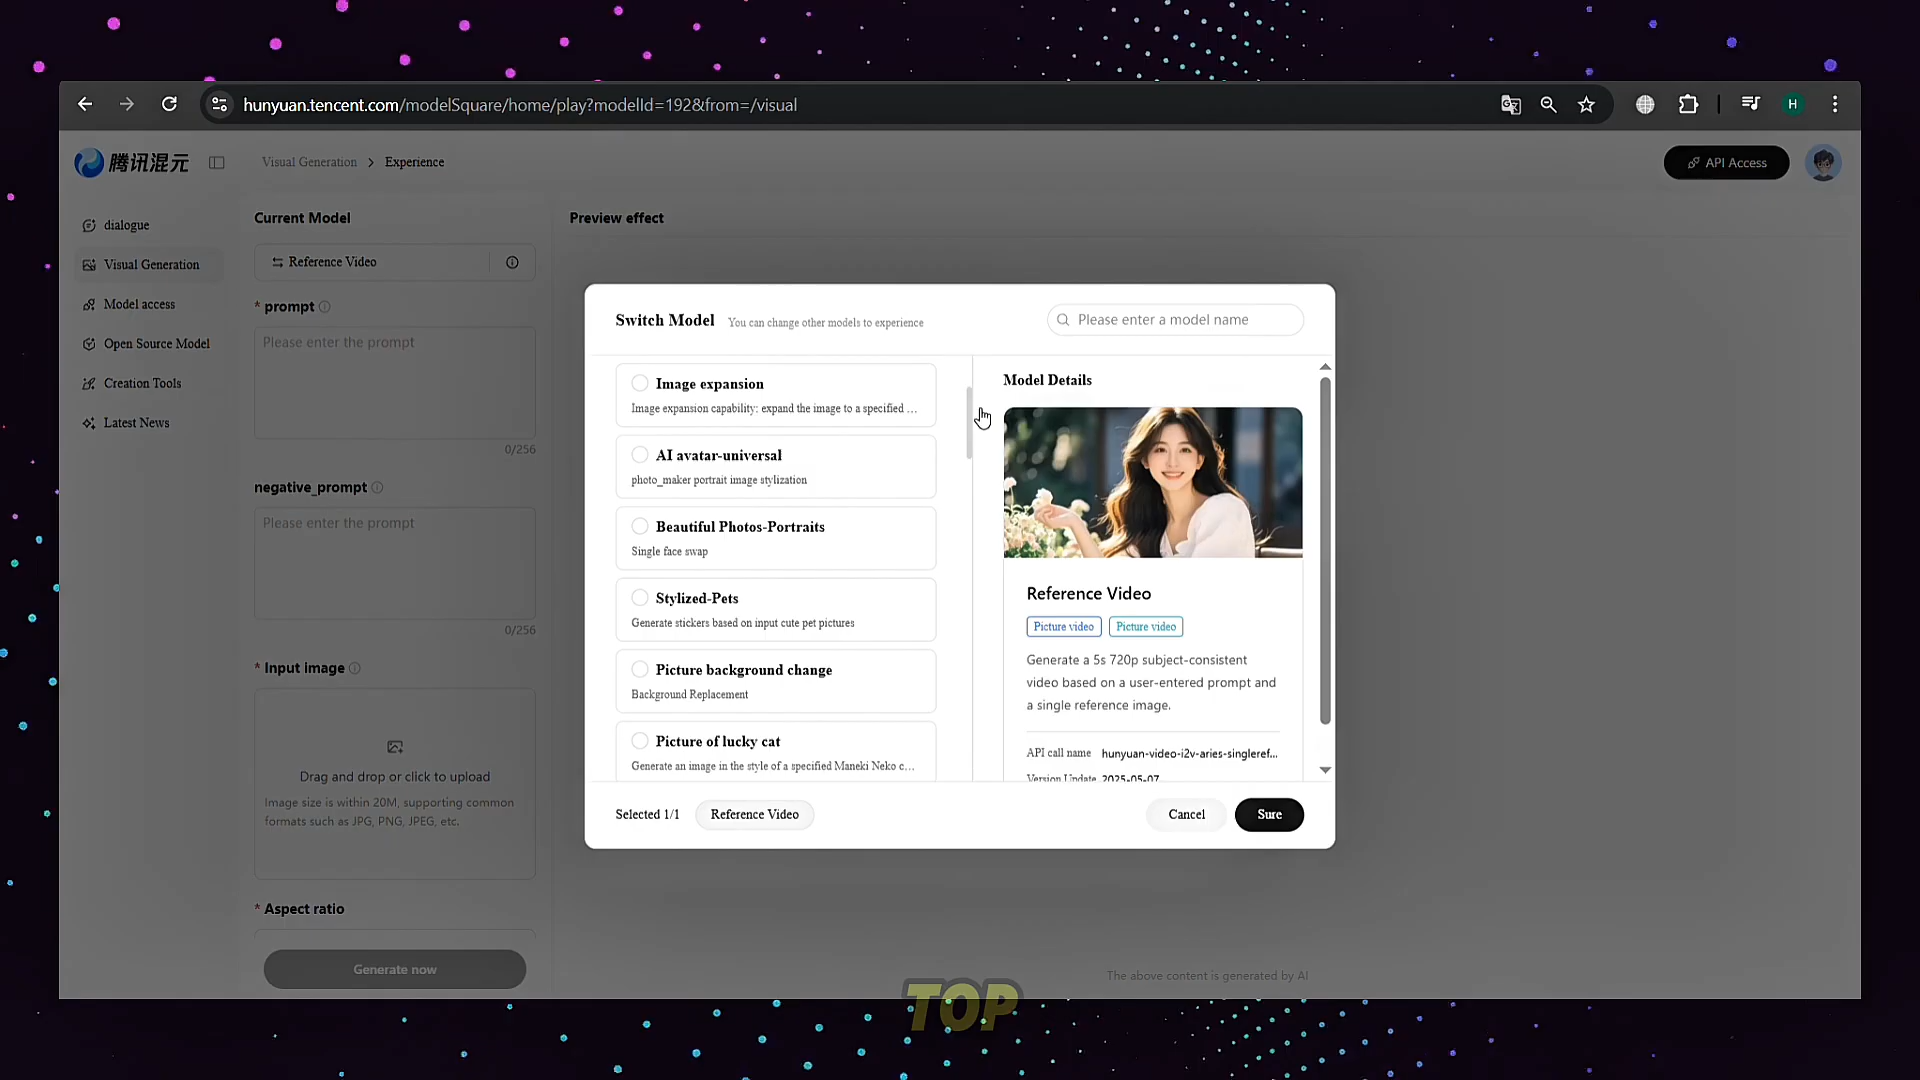 hunyuan.tencent.com/modelSquare/home/play?modelId=192&from=/visual
H
腾讯混元
Visual Generation > Experience
API Access
dialogue
Visual Generation
Model access
Open Source Model
Creation Tools
Latest News
Current Model
Reference Video
* prompt
Please enter the prompt
0/256
negative_prompt
Please enter the prompt
0/256
* Input image
Drag and drop or click to upload
Image size is within 20M, supporting common
formats such as JPG, PNG, JPEG, etc.
* Aspect ratio
Generate now
Preview effect
Switch Model You can change other models to experience
Please enter a model name
Image expansion
Image expansion capability: expand the image to a specified ...
AI avatar-universal
photo_maker portrait image stylization
Beautiful Photos-Portraits
Single face swap
Stylized-Pets
Generate stickers based on input cute pet pictures
Picture background change
Background Replacement
Picture of lucky cat
Generate an image in the style of a specified Maneki Neko c...
Model Details
Reference Video
Picture video Picture video
Generate a 5s 720p subject-consistent
video based on a user-entered prompt and
a single reference image.
API call name hunyuan-video-i2v-aries-singleref...
Version Update 2025-05-07
Selected 1/1 Reference Video
Cancel Sure
The above content is generated by AI
TOP